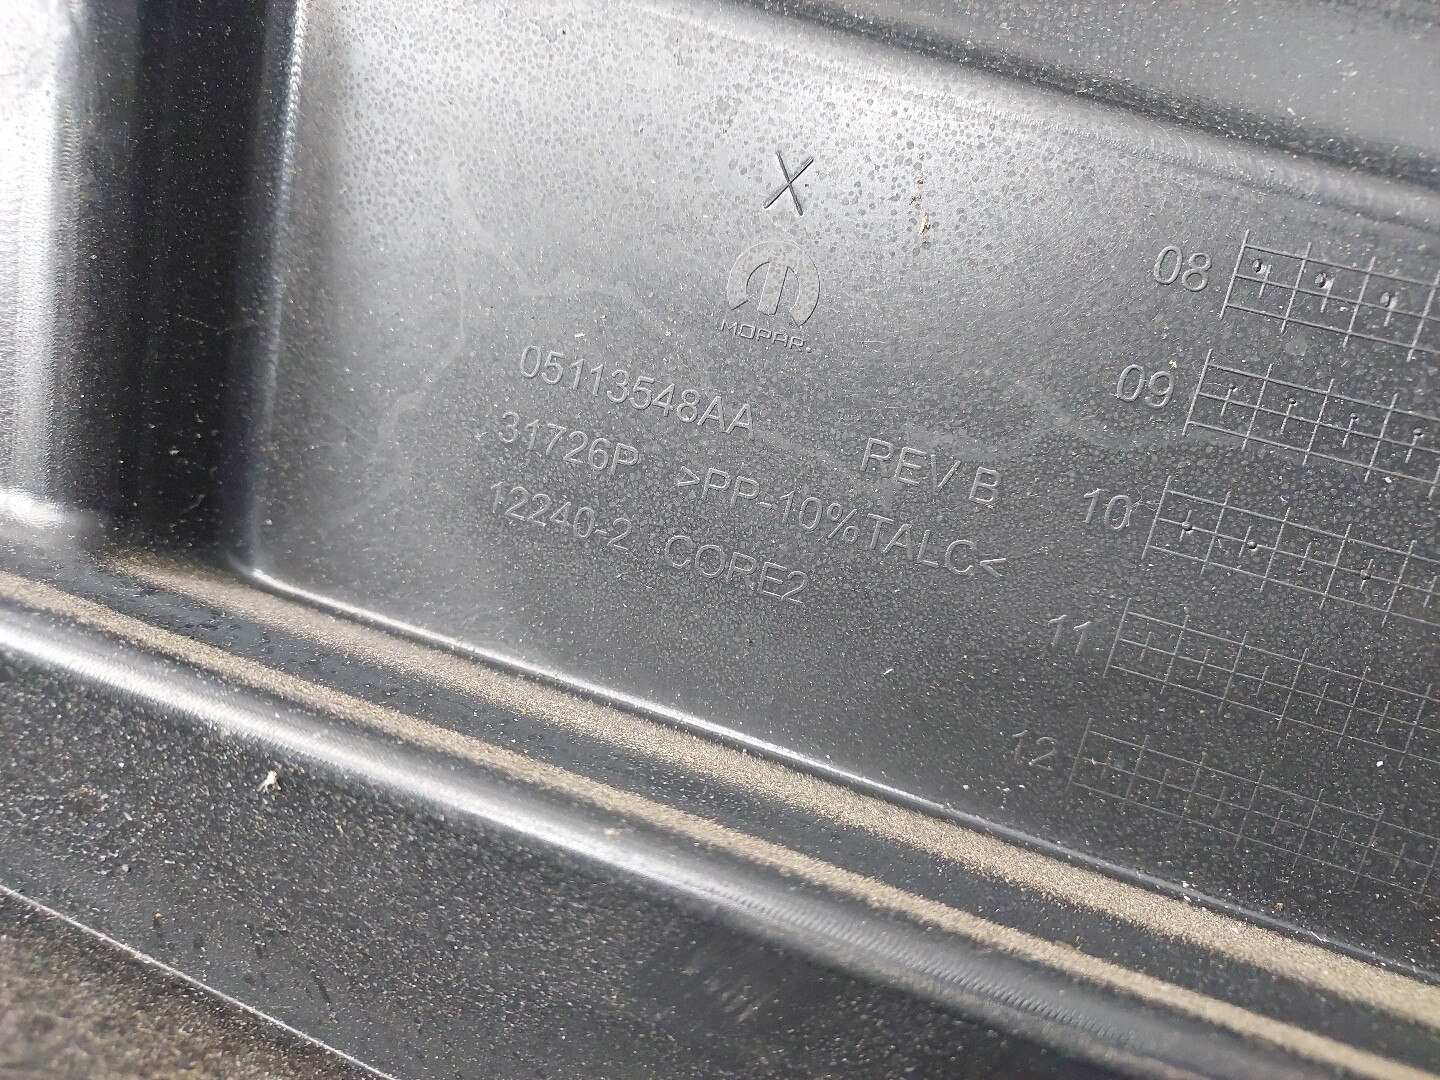 X
MOPAR.
05113548AA REV B
31726P >PP-10%TALC<
12240-2 CORE2
08
09
10
11
12